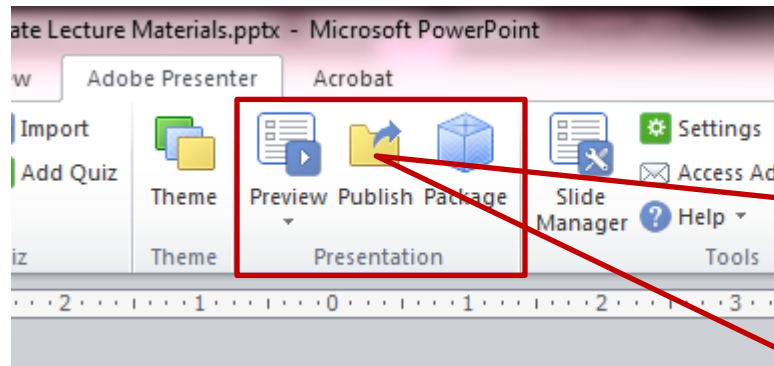 ate Lecture Materials.pptx - Microsoft PowerPoint
w Adobe Presenter Acrobat
Import Settings
Add Quiz Access Ad
Theme Preview Publish Package Slide
Manager Help
iz Theme Presentation Tools
2 1 0 1 2 3